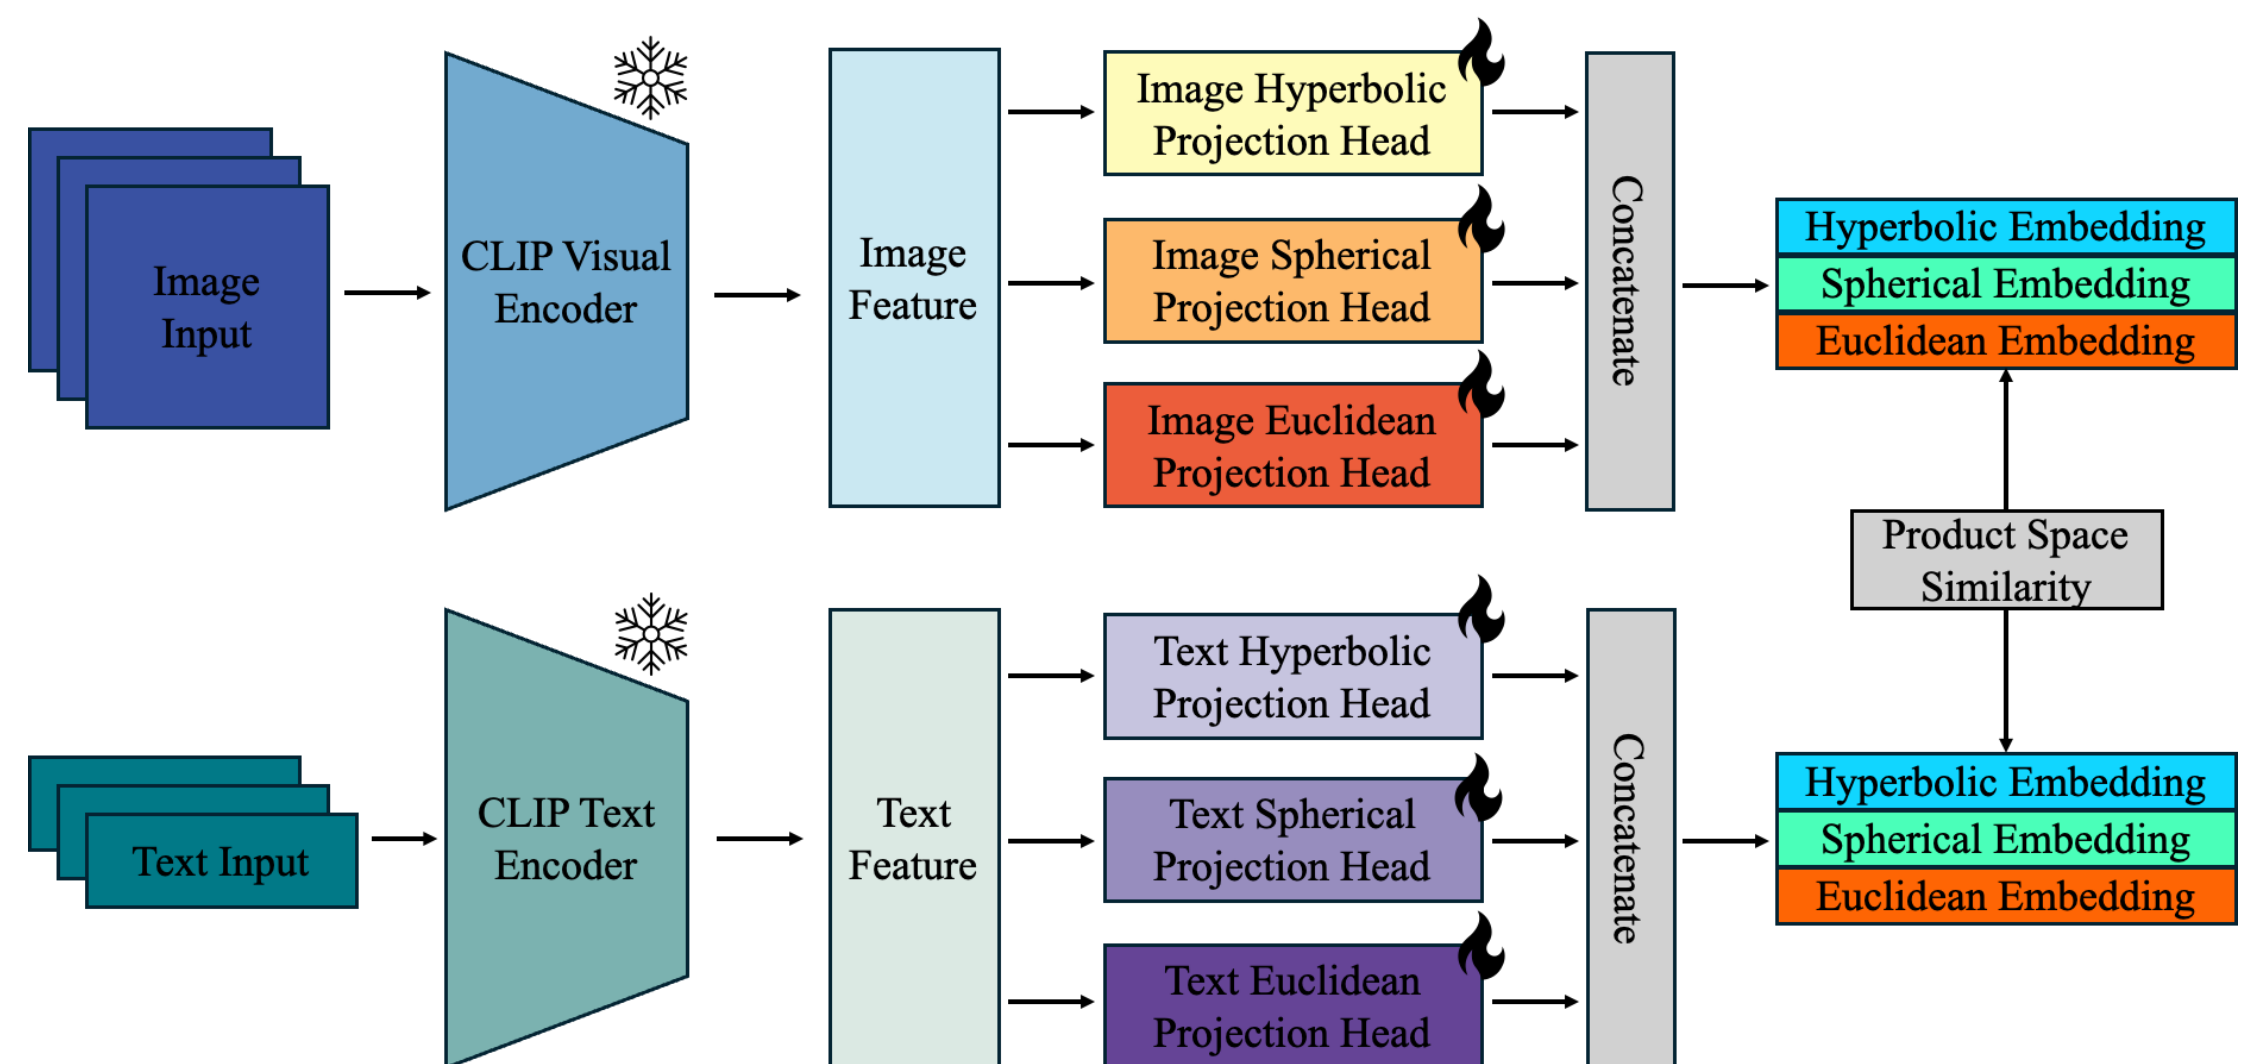 Image
Input
CLIP Visual
Encoder
Image
Feature
Image Hyperbolic
Projection Head
Image Spherical
Projection Head
Image Euclidean
Projection Head
Concatenate
Hyperbolic Embedding
Spherical Embedding
Euclidean Embedding
Product Space
Similarity
Text Input
CLIP Text
Encoder
Text
Feature
Text Hyperbolic
Projection Head
Text Spherical
Projection Head
Text Euclidean
Projection Head
Concatenate
Hyperbolic Embedding
Spherical Embedding
Euclidean Embedding